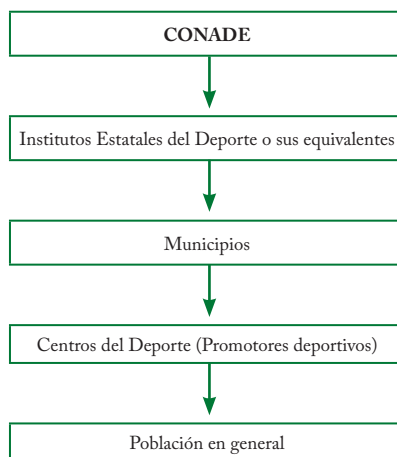 CONADE
Institutos Estatales del Deporte o sus equivalentes
Municipios
Centros del Deporte (Promotores deportivos)
Población en general